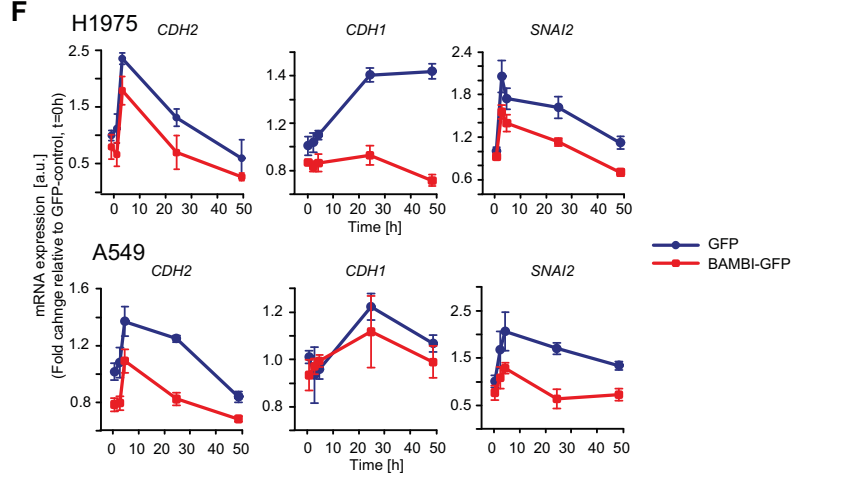 F
H1975
CDH2
CDH1
SNAI2
2.5
1.5
0.5
0 10 20 30 40 50
1.4
1.2
0.8
0 10 20 30 40 50
Time [h]
2.4
1.8
1.2
0.6
0 10 20 30 40 50
mRNA expression [a.u.]
(Fold cahnge relative to GFP-control, t=0h)
GFP
BAMBI-GFP
A549
CDH2
CDH1
SNAI2
1.6
1.2
0.8
0 10 20 30 40 50
1.2
1.0
0.8
0 10 20 30 40 50
Time [h]
2.5
1.5
0.5
0 10 20 30 40 50